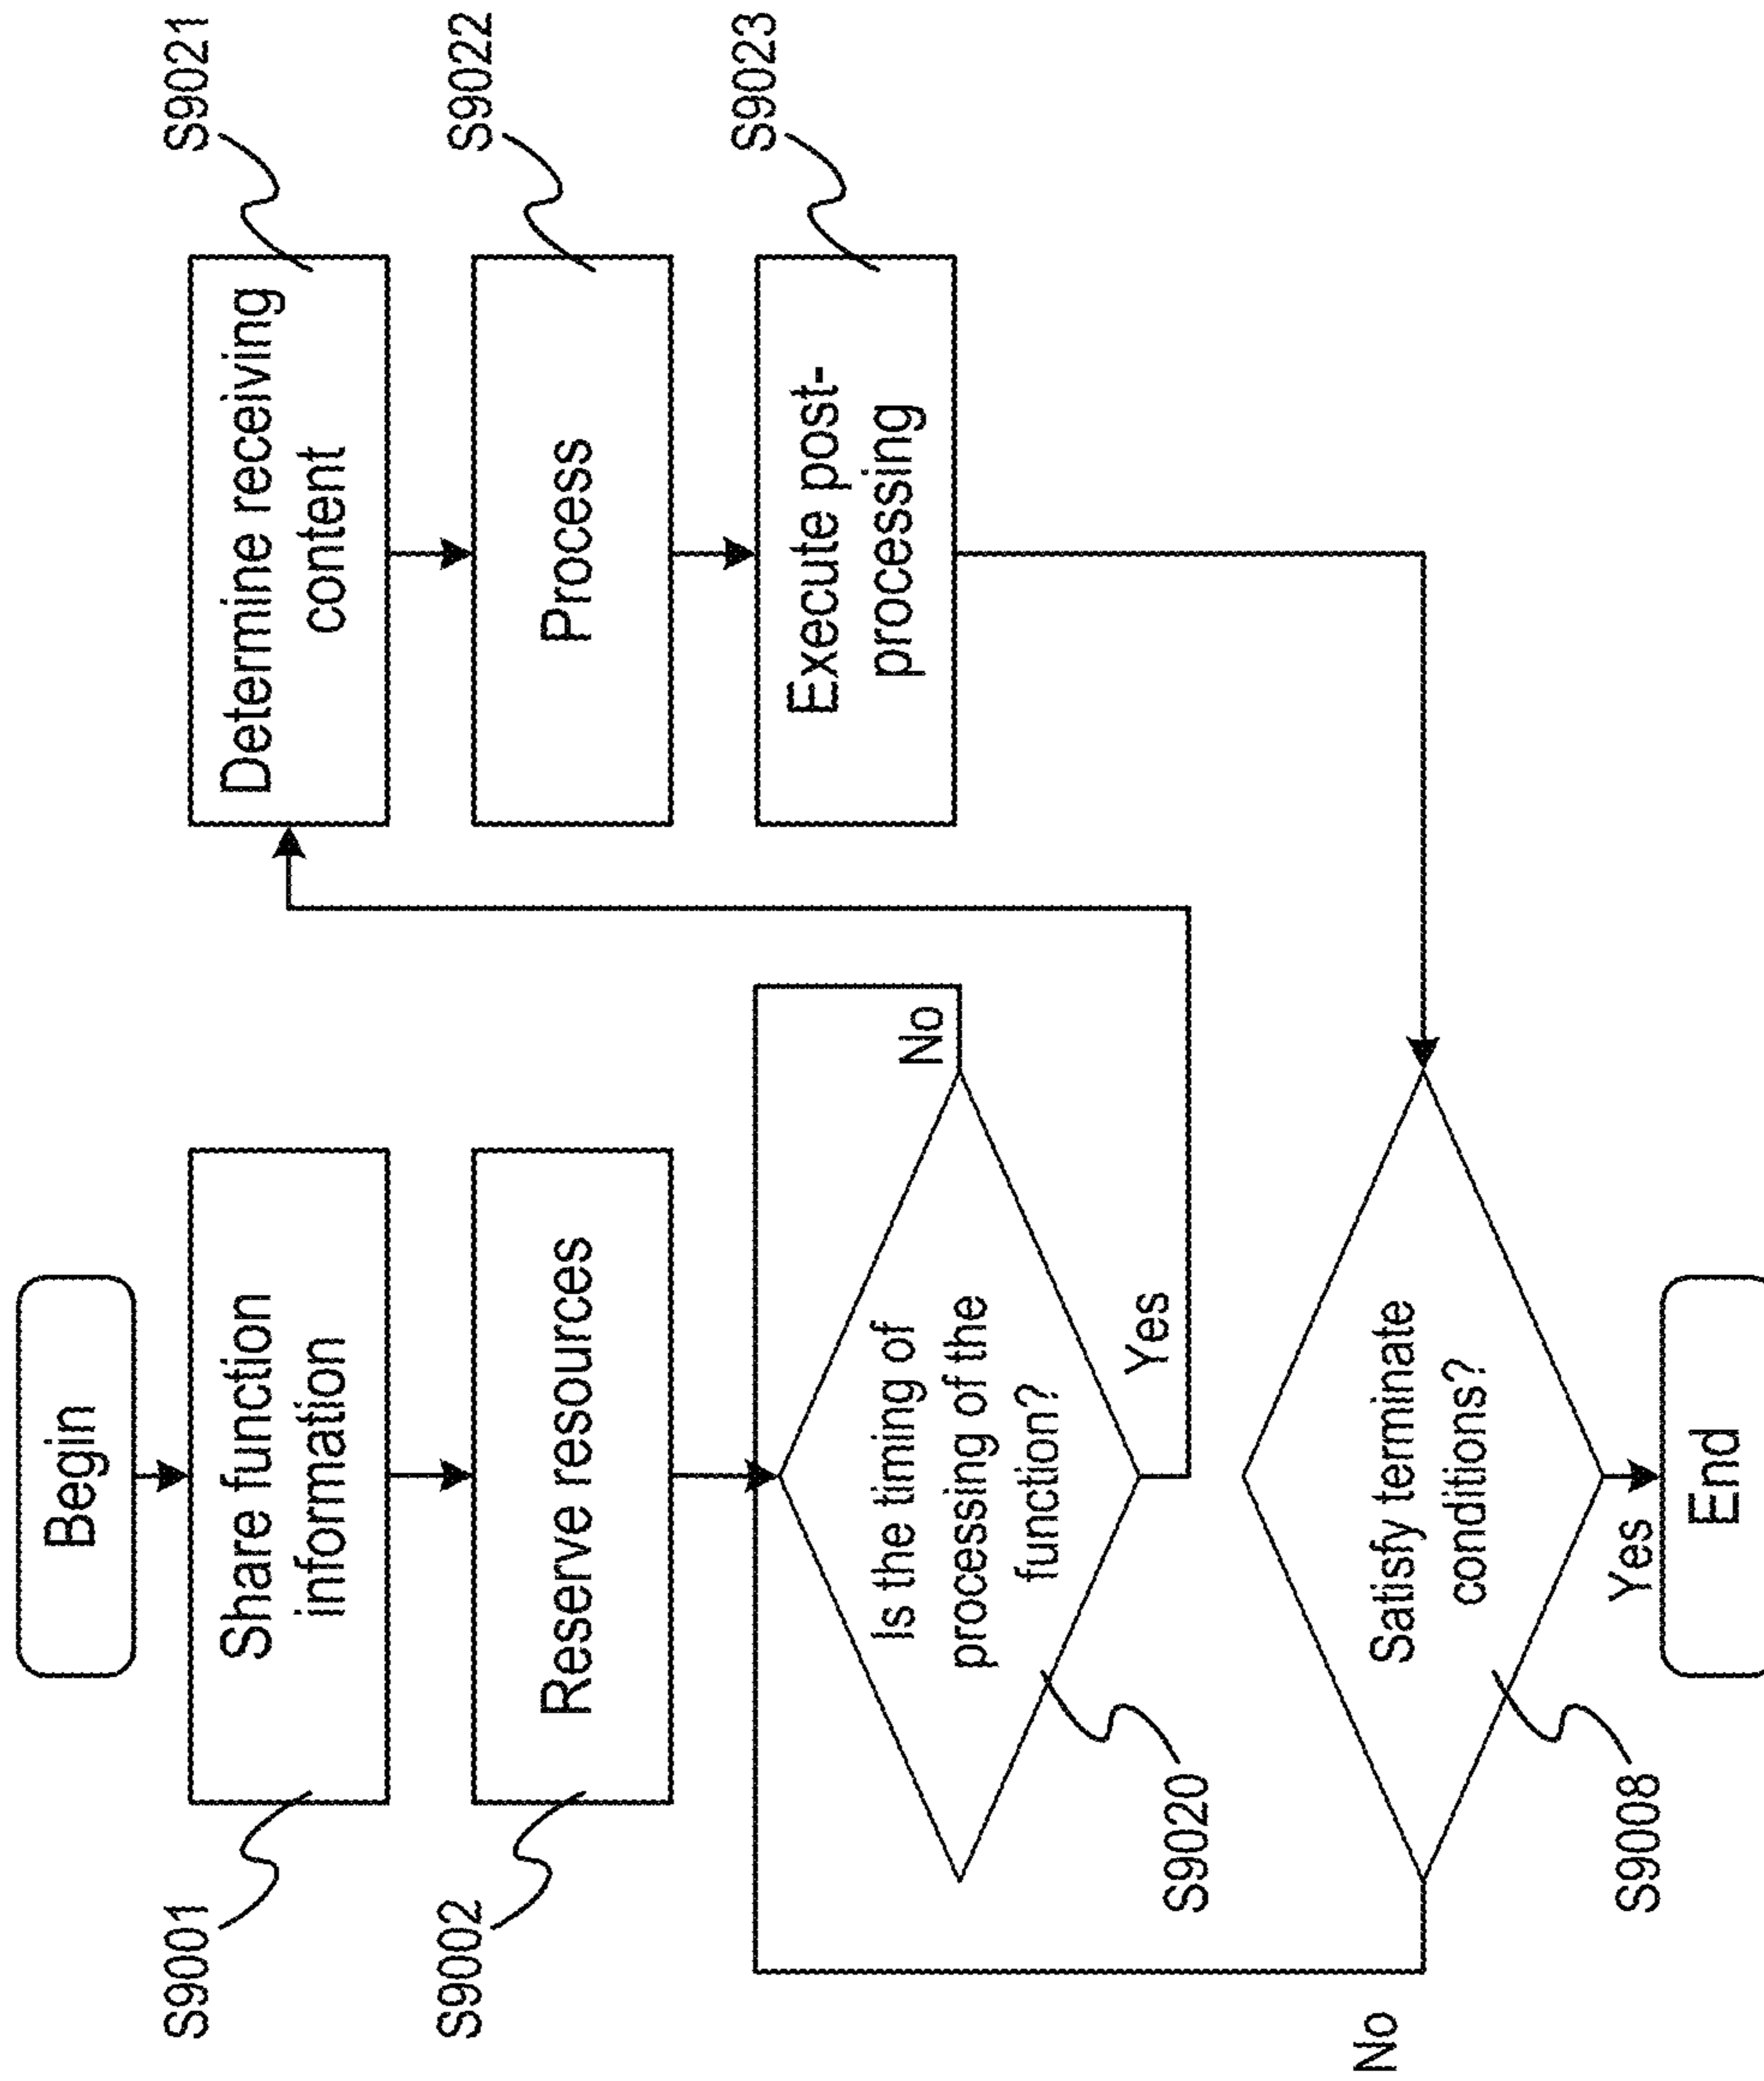 Begin
S9001
Share function
information
S9002
Reserve resources
Is the timing of
processing of the
function?
No
Yes
S9020
Determine receiving
content
S9021
Process
S9022
Execute post-
processing
S9023
Satisfy terminate
conditions?
No
Yes
S9008
End